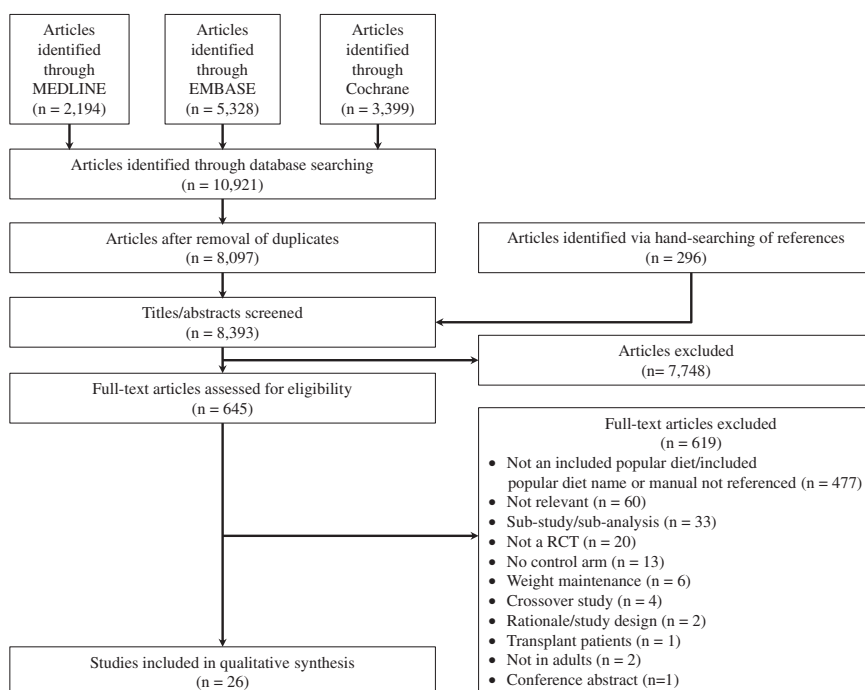 Articles
identified
through
MEDLINE
(n = 2,194)
Articles
identified
through
EMBASE
(n = 5,328)
Articles
identified
through
Cochrane
(n = 3,399)
Articles identified through database searching
(n = 10,921)
Articles after removal of duplicates
(n = 8,097)
Articles identified via hand-searching of references
(n = 296)
Titles/abstracts screened
(n = 8,393)
Articles excluded
(n= 7,748)
Full-text articles assessed for eligibility
(n = 645)
Full-text articles excluded
(n = 619)
• Not an included popular diet/included
popular diet name or manual not referenced (n = 477)
• Not relevant (n = 60)
• Sub-study/sub-analysis (n = 33)
• Not a RCT (n = 20)
• No control arm (n = 13)
• Weight maintenance (n = 6)
• Crossover study (n = 4)
• Rationale/study design (n = 2)
• Transplant patients (n = 1)
• Not in adults (n = 2)
• Conference abstract (n=1)
Studies included in qualitative synthesis
(n = 26)